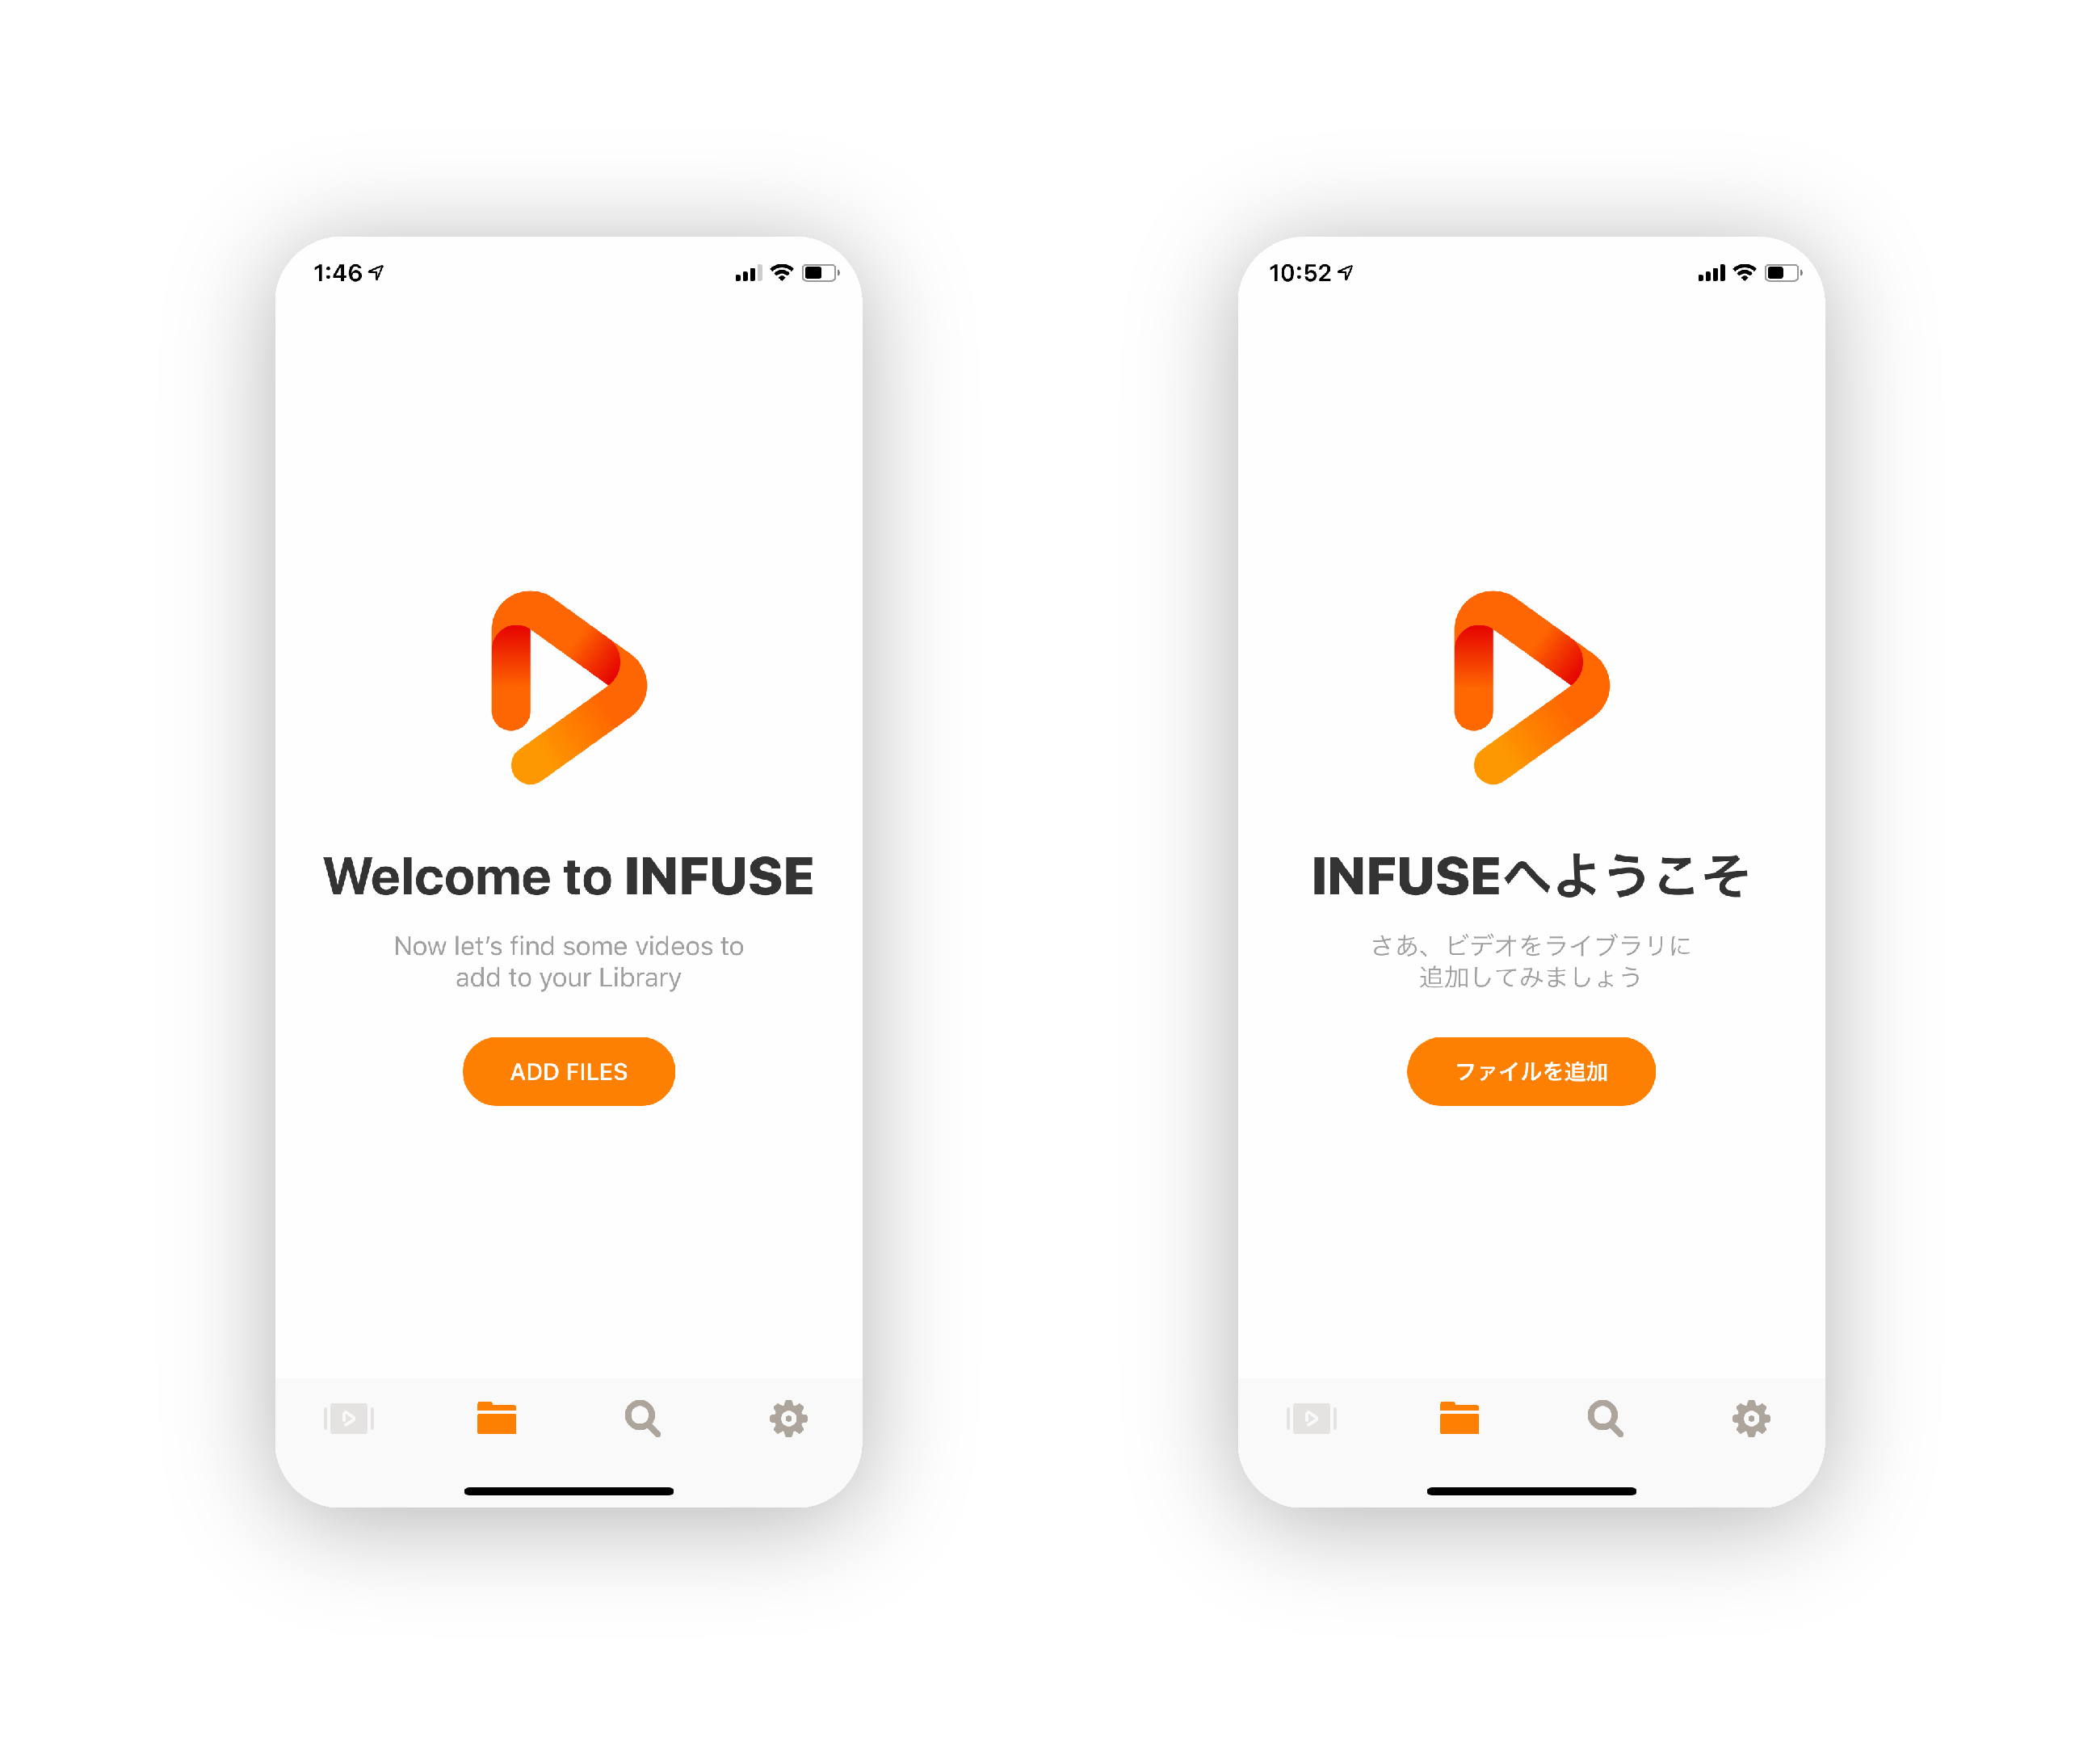 1:46
Welcome to INFUSE
Now let's find some videos to
add to your Library
ADD FILES
10:52
INFUSEへようこそ
さあ、ビデオをライブラリに
追加してみましょう
ファイルを追加